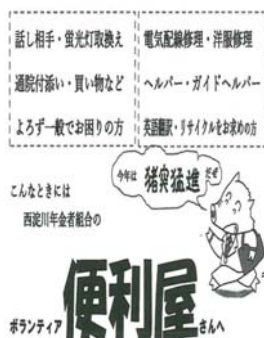 話し相手・蛍光灯取換え
通院付添い・買い物など
よろず一般でお困りの方
電気配線修理・洋服修理
ヘルパー・ガイドヘルパー
英語翻訳・リサイクルをお求めの方
今年は猪突猛進だぜ
こんなときには
西淀川年金者組合の
ボランティア便利屋さんへ